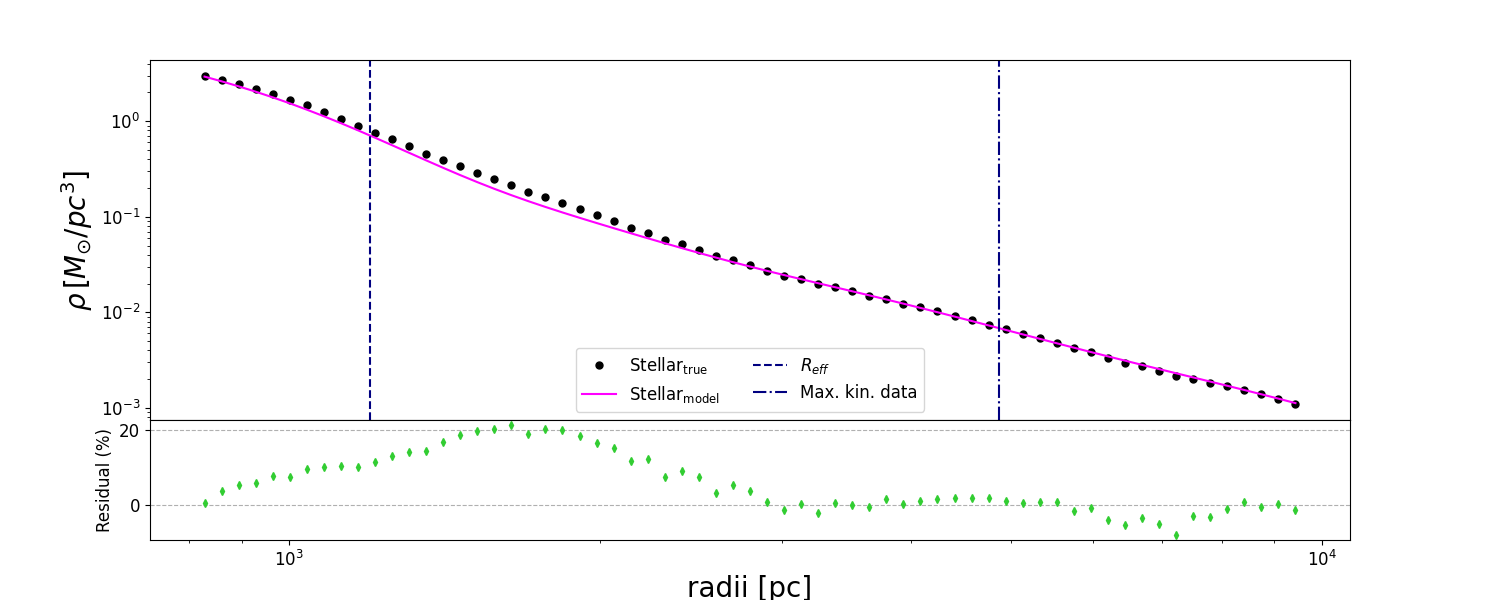 10⁰
10⁻¹
10⁻²
10⁻³
ρ [M⊙/pc³]
Stellar_true
Stellar_model
R_eff
Max. kin. data
20
0
Residual (%)
10³
10⁴
radii [pc]